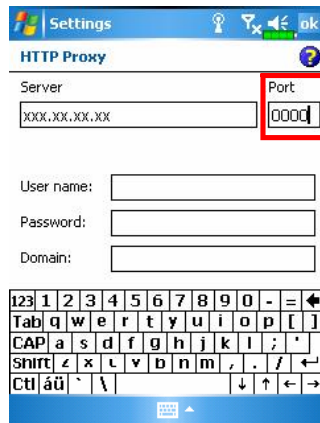 Settings ok
HTTP Proxy
Server Port
xxx.xx.xx.xx 0000
User name:
Password:
Domain:
123 1 2 3 4 5 6 7 8 9 0 - =
Tab q w e r t y u i o p [ ]
CAP a s d f g h j k l ; '
Shift z x c v b n m , . /
Ctl áü ` \